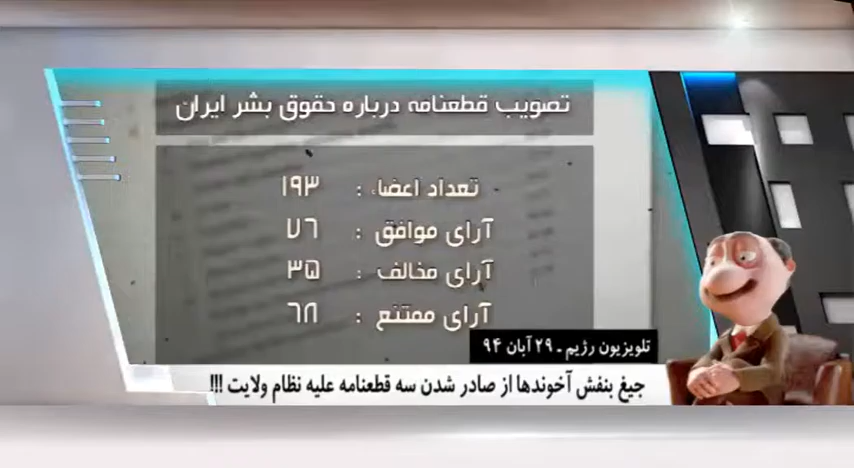 تصویب قطعنامه درباره حقوق بشر ایران
تعداد اعضاء : ۱۹۳
آرای موافق : ۷۶
آرای مخالف : ۳۵
آرای ممتنع : ۶۸
تلویزیون رژیم ـ ۲۹ آبان ۹۴
جیغ بنفش آخوندها از صادر شدن سه قطعنامه علیه نظام ولایت !!!